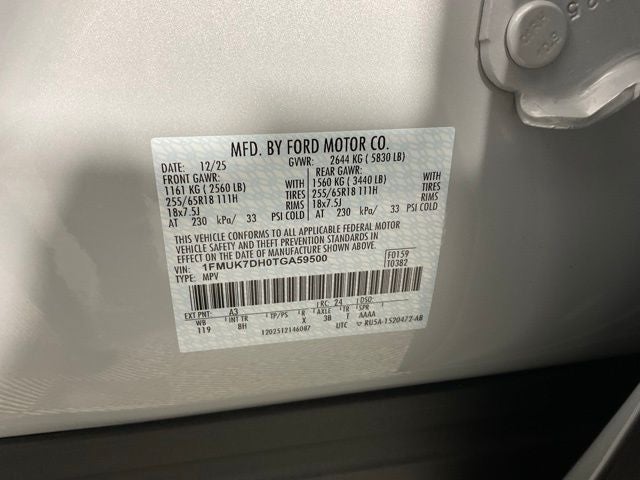 MFD. BY FORD MOTOR CO.
DATE: 12/25 GVWR: 2644 KG ( 5830 LB)
FRONT GAWR: REAR GAWR:
1161 KG ( 2560 LB) WITH 1560 KG ( 3440 LB) WITH
255/65R18 111H TIRES 255/65R18 111H TIRES
18x7.5J RIMS 18x7.5J RIMS
AT 230 kPa/ 33 PSI COLD AT 230 kPa/ 33 PSI COLD
THIS VEHICLE CONFORMS TO ALL APPLICABLE FEDERAL MOTOR
VEHICLE SAFETY AND THEFT PREVENTION STANDARDS IN
EFFECT ON THE DATE OF MANUFACTURE SHOWN ABOVE.
VIN: 1FMUK7DH0TGA59500 F0159
TYPE: MPV T0382
EXT PNT: A3 RC: 24 DSO:
WB INT TR TP/PS R AXLE TR SPR
119 8H X 3B T AAAA
1202512146087 UTC RU5A-1520472-AB